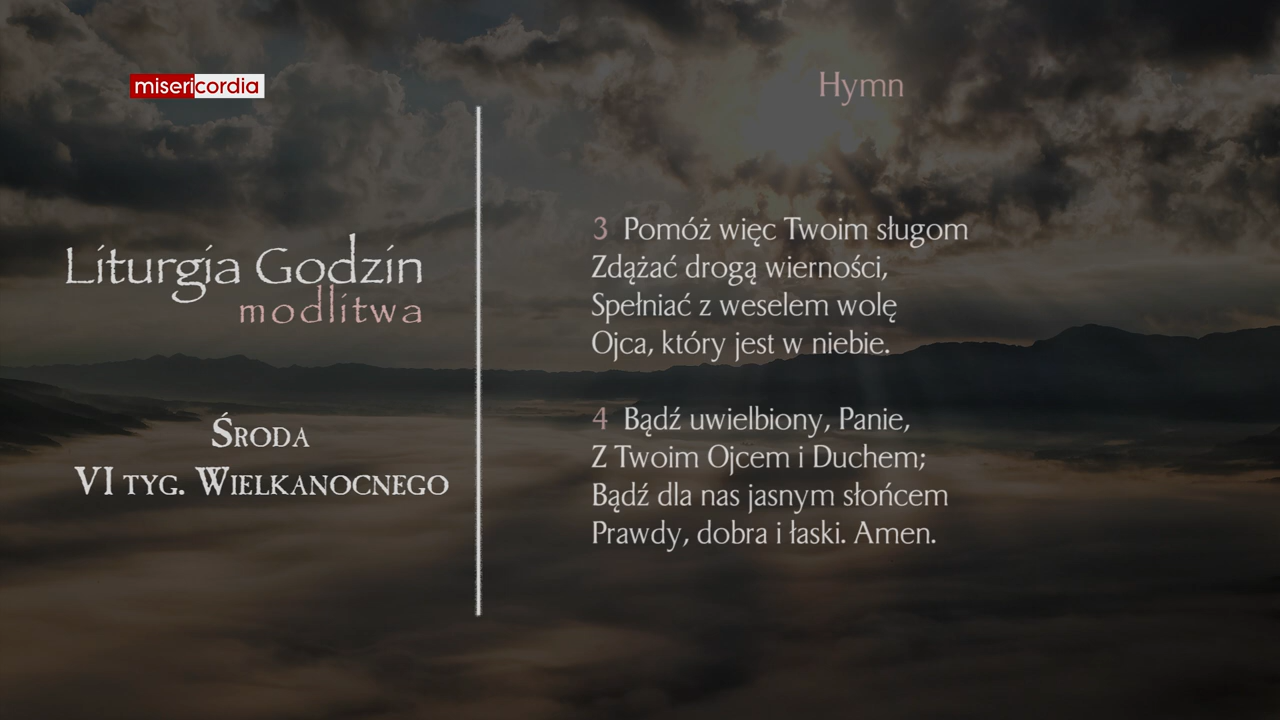 misericordia
Liturgia Godzin
modlitwa
Środa
VI tyg. Wielkanocnego
Hymn
3 Pomóż więc Twoim sługom
Zdążać drogą wierności,
Spełniać z weselem wolę
Ojca, który jest w niebie.
4 Bądź uwielbiony, Panie,
Z Twoim Ojcem i Duchem;
Bądź dla nas jasnym słońcem
Prawdy, dobra i łaski. Amen.